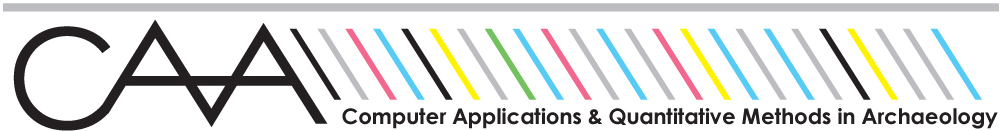 CAA
Computer Applications & Quantitative Methods in Archaeology